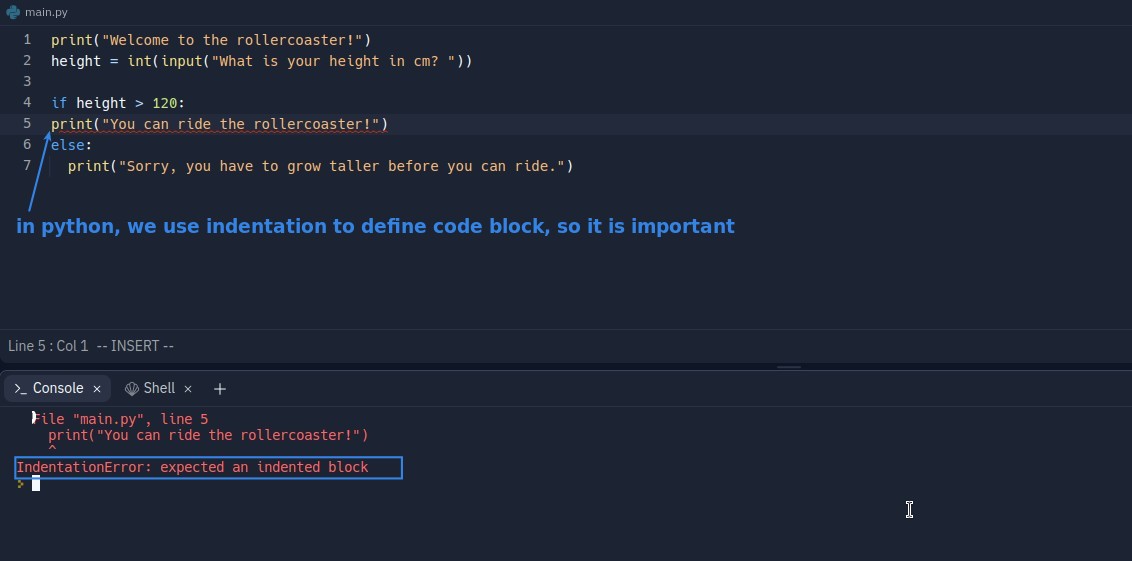 main.py
1 print("Welcome to the rollercoaster!")
2 height = int(input("What is your height in cm? "))
3
4 if height > 120:
5 print("You can ride the rollercoaster!")
6 else:
7   print("Sorry, you have to grow taller before you can ride.")
in python, we use indentation to define code block, so it is important
Line 5 : Col 1 -- INSERT --
Console × Shell × +
File "main.py", line 5
    print("You can ride the rollercoaster!")
    ^
IndentationError: expected an indented block